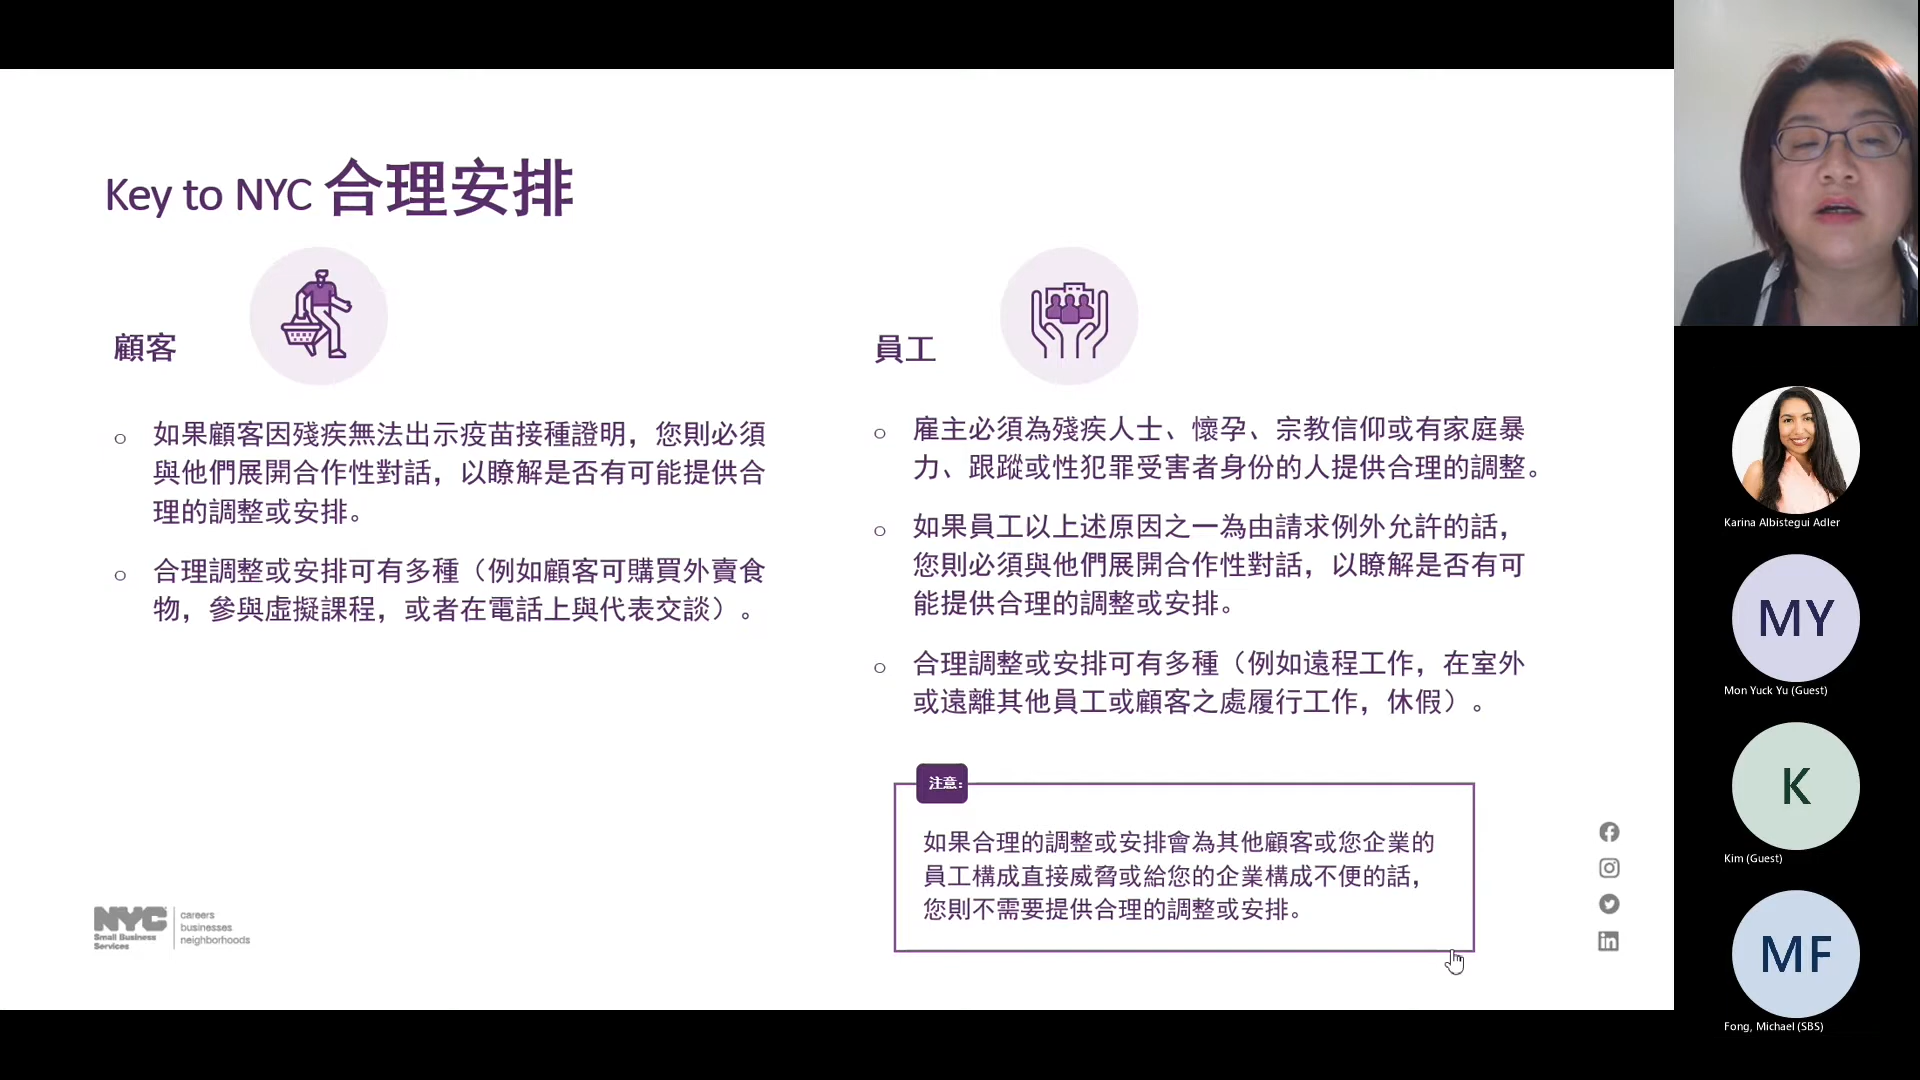 Key to NYC 合理安排
顧客
如果顧客因殘疾無法出示疫苗接種證明，您則必須
與他們展開合作性對話，以瞭解是否有可能提供合
理的調整或安排。
合理調整或安排可有多種（例如顧客可購買外賣食
物，參與虛擬課程，或者在電話上與代表交談）。
員工
雇主必須為殘疾人士、懷孕、宗教信仰或有家庭暴
力、跟蹤或性犯罪受害者身份的人提供合理的調整。
如果員工以上述原因之一為由請求例外允許的話，
您則必須與他們展開合作性對話，以瞭解是否有可
能提供合理的調整或安排。
合理調整或安排可有多種（例如遠程工作，在室外
或遠離其他員工或顧客之處履行工作，休假）。
注意:
如果合理的調整或安排會為其他顧客或您企業的
員工構成直接威脅或給您的企業構成不便的話，
您則不需要提供合理的調整或安排。
NYC
Small Business
Services
careers
businesses
neighborhoods
Karina Albistegui Adler
MY
Mon Yuck Yu (Guest)
K
Kim (Guest)
MF
Fong, Michael (SBS)